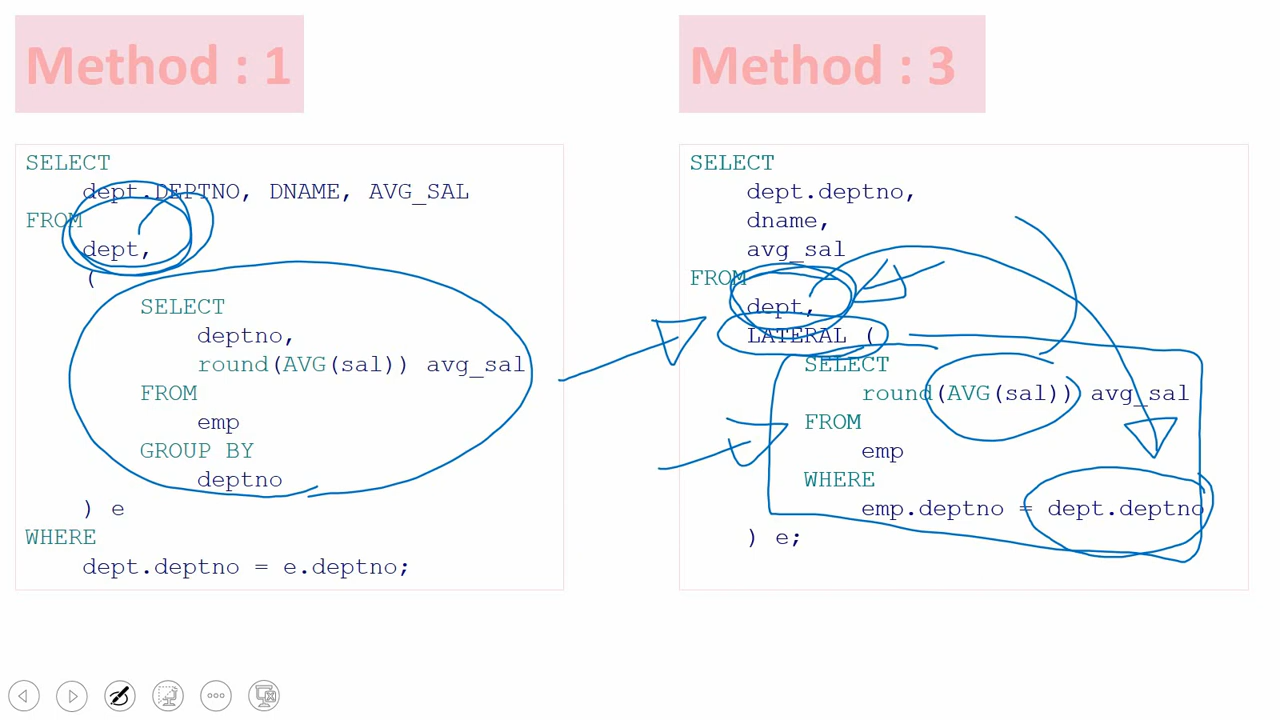 Method : 1
SELECT
dept.DEPTNO, DNAME, AVG_SAL
FROM
dept,
(
SELECT
deptno,
round(AVG(sal)) avg_sal
FROM
emp
GROUP BY
deptno
) e
WHERE
dept.deptno = e.deptno;
Method : 3
SELECT
dept.deptno,
dname,
avg_sal
FROM
dept,
LATERAL (
SELECT
round(AVG(sal)) avg_sal
FROM
emp
WHERE
emp.deptno = dept.deptno
) e;